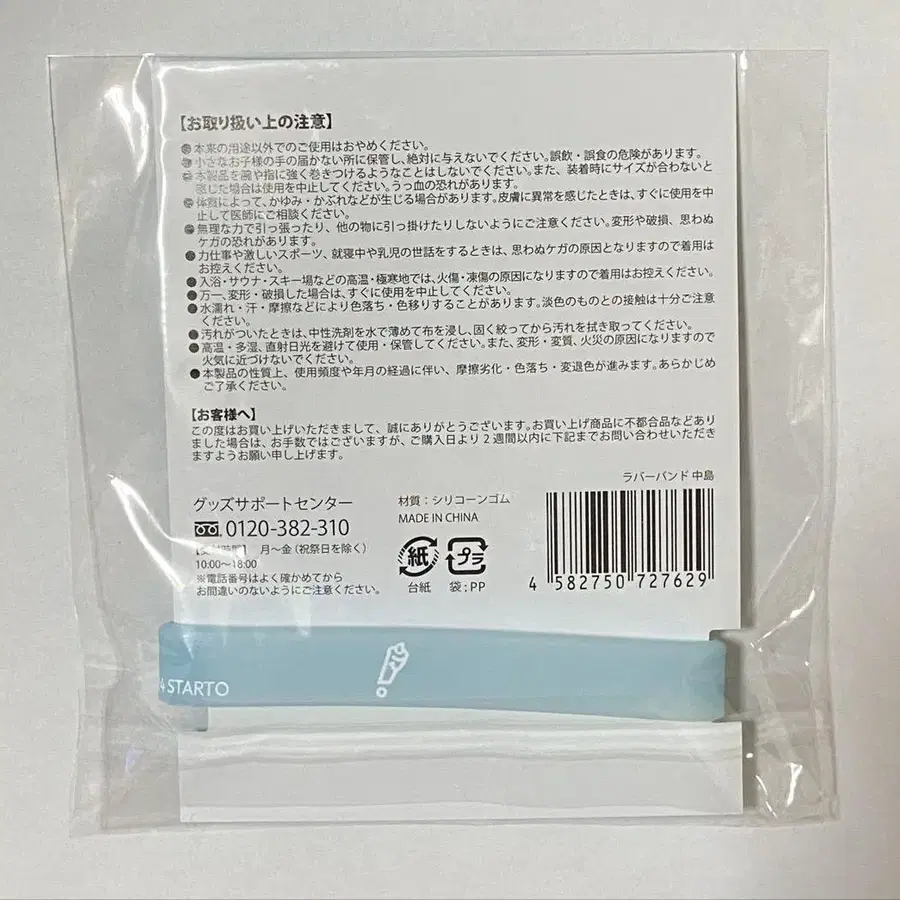 【お取り扱い上の注意】
●本来の用途以外でのご使用はおやめください。
●小さなお子様の手の届かない所に保管し、絶対に与えないでください。誤飲・誤食の危険があります。
●本製品を腕や指に強く巻きつけるようなことはしないでください。また、装着時にサイズが合わないと
感じた場合は使用を中止してください。うっ血の恐れがあります。
●体質によって、かゆみ・かぶれなどが生じる場合があります。皮膚に異常を感じたときは、すぐに使用を中
止して医師にご相談ください。
●無理な力で引っ張ったり、他の物に引っ掛けたりしないようにご注意ください。変形や破損、思わぬ
ケガの恐れがあります。
●力仕事や激しいスポーツ、就寝中や乳児の世話をするときは、思わぬケガの原因となりますので着用は
お控えください。
●入浴・サウナ・スキー場などの高温・極寒地では、火傷・凍傷の原因になりますので着用はお控えください。
●万一、変形・破損した場合は、すぐに使用を中止してください。
●水濡れ・汗・摩擦などにより色落ち・色移りすることがあります。淡色のものとの接触は十分ご注意
ください。
●汚れがついたときは、中性洗剤を水で薄めて布を浸し、固く絞ってから汚れを拭き取ってください。
●高温・多湿、直射日光を避けて使用・保管してください。また、変形・変質、火災の原因になりますので
火気に近づけないでください。
●本製品の性質上、使用頻度や年月の経過に伴い、摩擦劣化・色落ち・変退色が進みます。あらかじめ
ご了承ください。
【お客様へ】
この度はお買い上げいただきまして、誠にありがとうございます。お買い上げ商品に不都合品などあり
ました場合は、お手数ではございますが、ご購入日より2週間以内に下記までお問い合わせいただき
ますようお願い申し上げます。
ラバーバンド 中島
グッズサポートセンター
0120-382-310
【受付時間】 月〜金（祝祭日を除く）
10:00〜18:00
※電話番号はよく確かめてから
お間違いのないようにご注意ください。
材質：シリコーンゴム
MADE IN CHINA
紙 プラ
台紙 袋：PP
4 582750 727629
4 STARTO